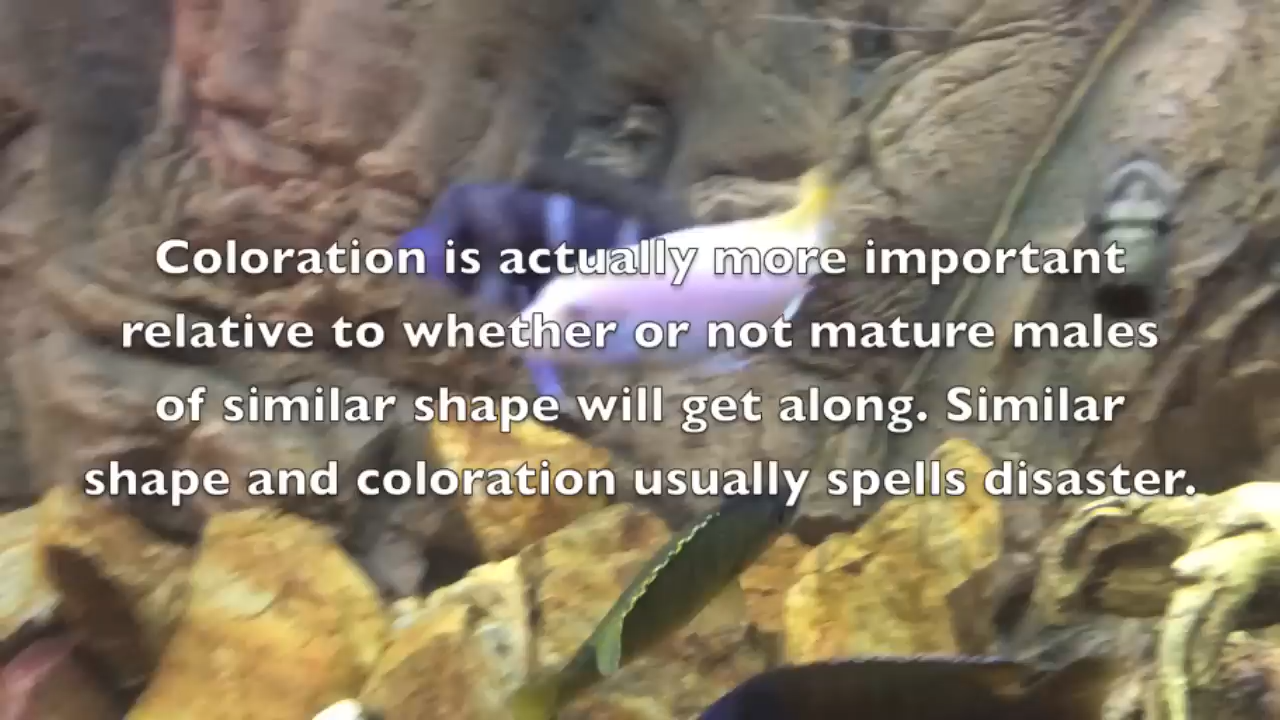 Coloration is actually more important
relative to whether or not mature males
of similar shape will get along. Similar
shape and coloration usually spells disaster.